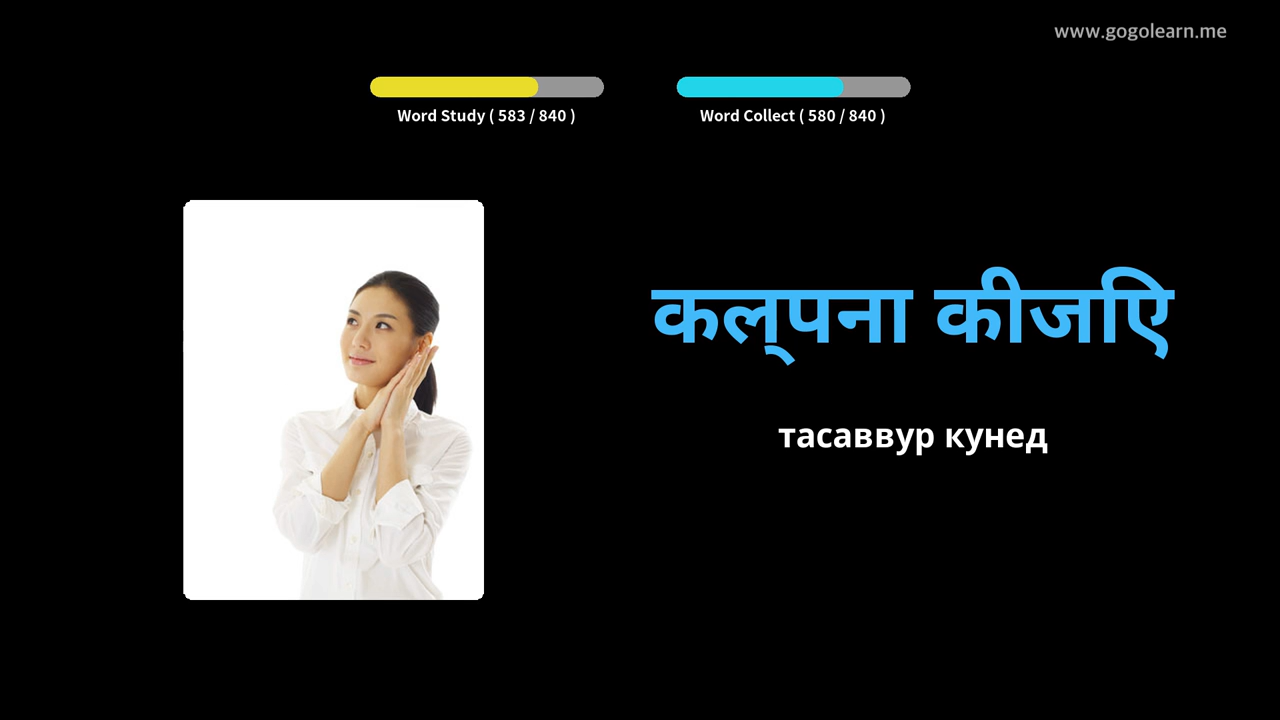 www.gogolearn.me
Word Study ( 583 / 840 )
Word Collect ( 580 / 840 )
कल्पना कीजिए
тасаввур кунед